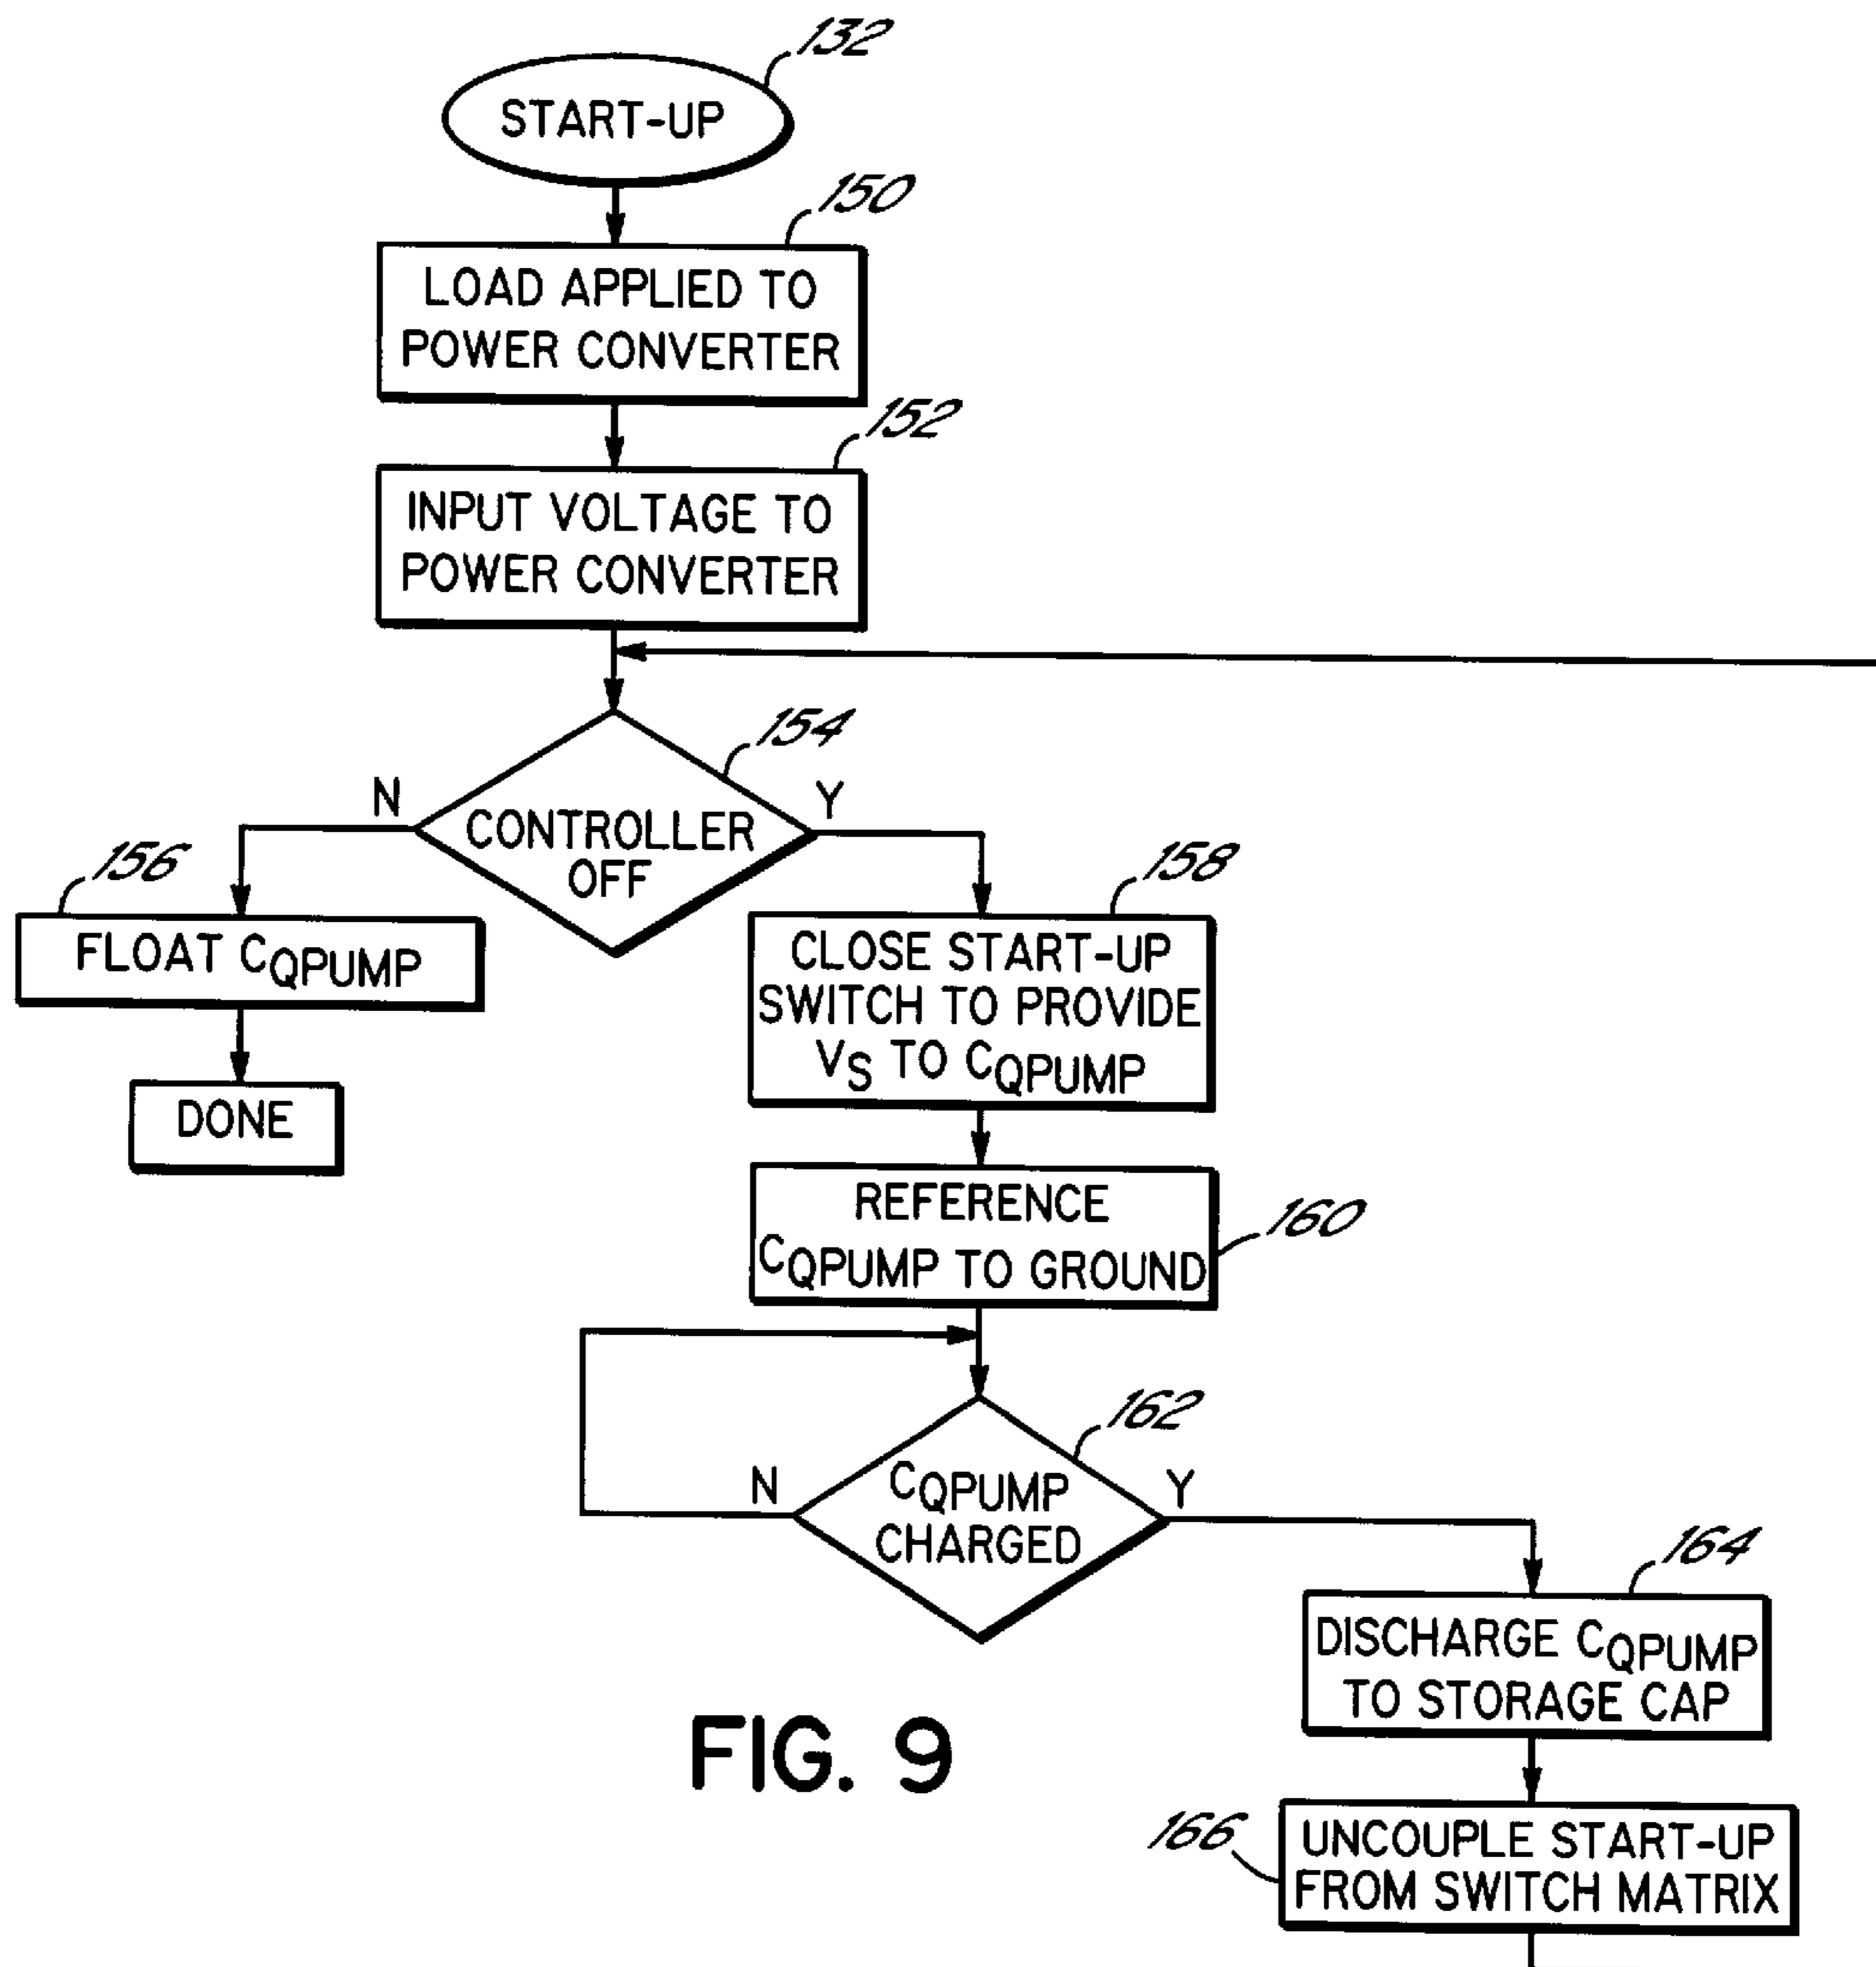 132
START-UP
150
LOAD APPLIED TO
POWER CONVERTER
152
INPUT VOLTAGE TO
POWER CONVERTER
154
N
Y
CONTROLLER
OFF
156
FLOAT CQPUMP
DONE
158
CLOSE START-UP
SWITCH TO PROVIDE
VS TO CQPUMP
REFERENCE
CQPUMP TO GROUND
160
162
N
Y
CQPUMP
CHARGED
164
DISCHARGE CQPUMP
TO STORAGE CAP
166
UNCOUPLE START-UP
FROM SWITCH MATRIX
FIG. 9